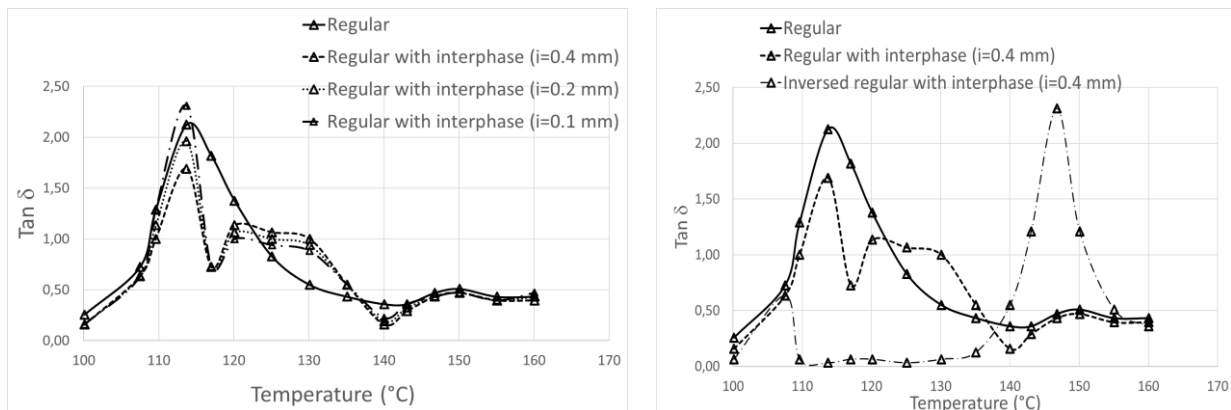 Regular
Regular with interphase (i=0.4 mm)
Regular with interphase (i=0.2 mm)
Regular with interphase (i=0.1 mm)
2,50
2,00
1,50
1,00
0,50
0,00
Tan δ
100
110
120
130
140
150
160
170
Temperature (°C)
Regular
Regular with interphase (i=0.4 mm)
Inversed regular with interphase (i=0.4 mm)
2,50
2,00
1,50
1,00
0,50
0,00
Tan δ
100
110
120
130
140
150
160
170
Temperature (°C)